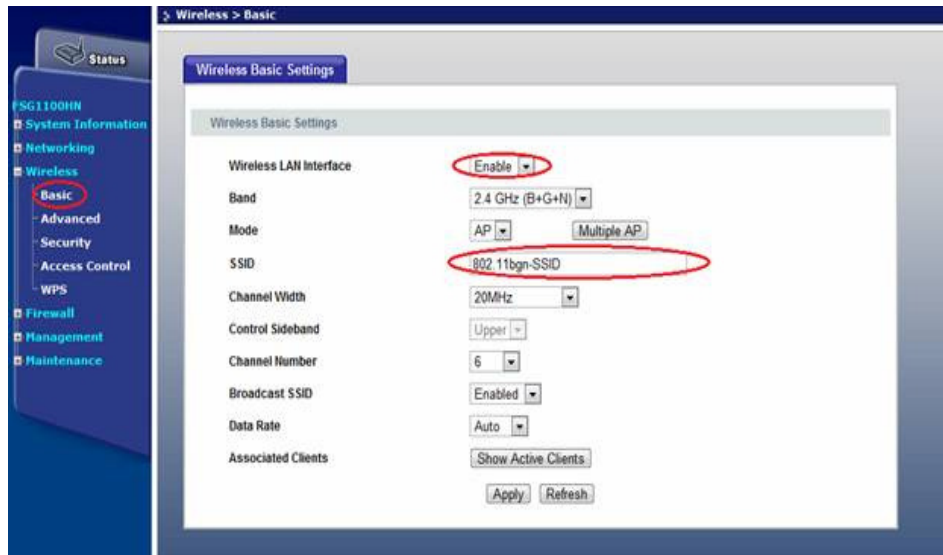 Wireless > Basic
Status
Wireless Basic Settings
FSG1100HN
System Information
Networking
Wireless
Basic
Advanced
Security
Access Control
WPS
Firewall
Management
Maintenance
Wireless Basic Settings
Wireless LAN Interface Enable
Band 2.4 GHz (B+G+N)
Mode AP Multiple AP
SSID 802.11bgn-SSID
Channel Width 20MHz
Control Sideband Upper
Channel Number 6
Broadcast SSID Enabled
Data Rate Auto
Associated Clients Show Active Clients
Apply Refresh